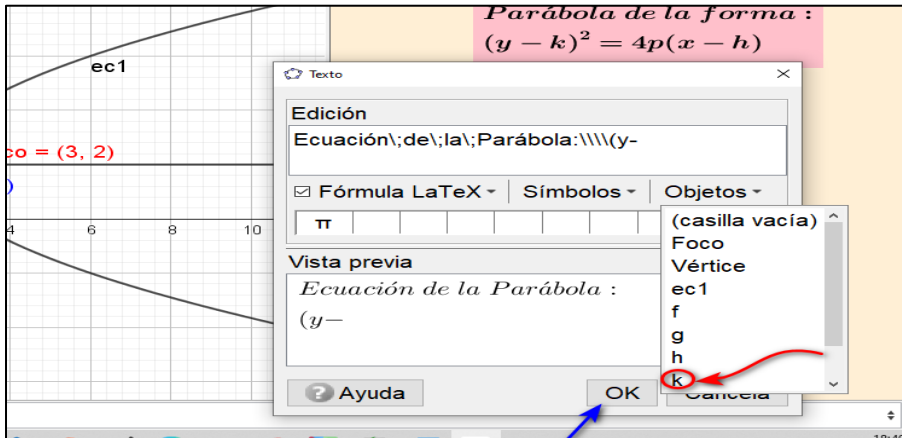 Parábola de la forma :
(y − k)² = 4p(x − h)
ec1
co = (3, 2)
)
4 6 8 10
Texto
Edición
Ecuación\;de\;la\;Parábola:\\\\(y-
Fórmula LaTeX
Símbolos
Objetos
π
(casilla vacía)
Foco
Vértice
ec1
f
g
h
k
Vista previa
Ecuación de la Parábola :
(y−
Ayuda
OK
Cancela